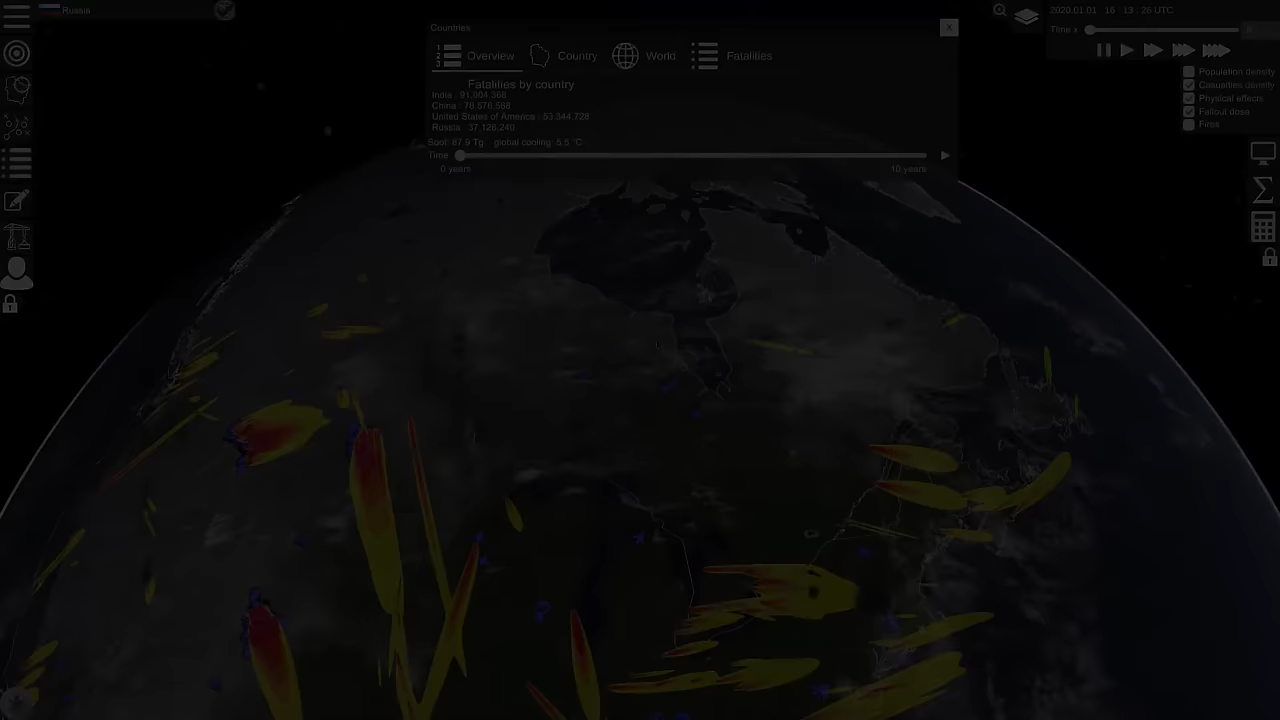 Russia
Countries
X
2020.01.01 16 : 13 : 26 UTC
Time x
Overview
Country
World
Fatalities
Population density
Casualties density
Physical effects
Fallout dose
Fires
Fatalities by country
India : 91,004,368
China : 78,576,568
United States of America : 53,344,728
Russia : 37,128,240
Soot: 87.9 Tg global cooling: 5.5 °C
Time
0 years
10 years